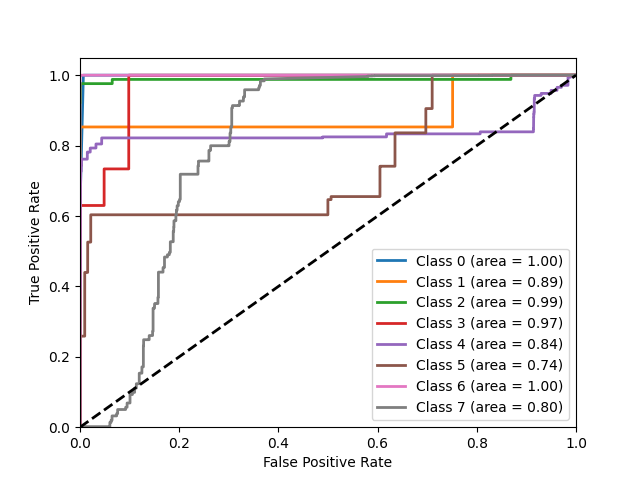 1.0
0.8
0.6
0.4
0.2
0.0
True Positive Rate
0.0 0.2 0.4 0.6 0.8 1.0
False Positive Rate
Class 0 (area = 1.00)
Class 1 (area = 0.89)
Class 2 (area = 0.99)
Class 3 (area = 0.97)
Class 4 (area = 0.84)
Class 5 (area = 0.74)
Class 6 (area = 1.00)
Class 7 (area = 0.80)